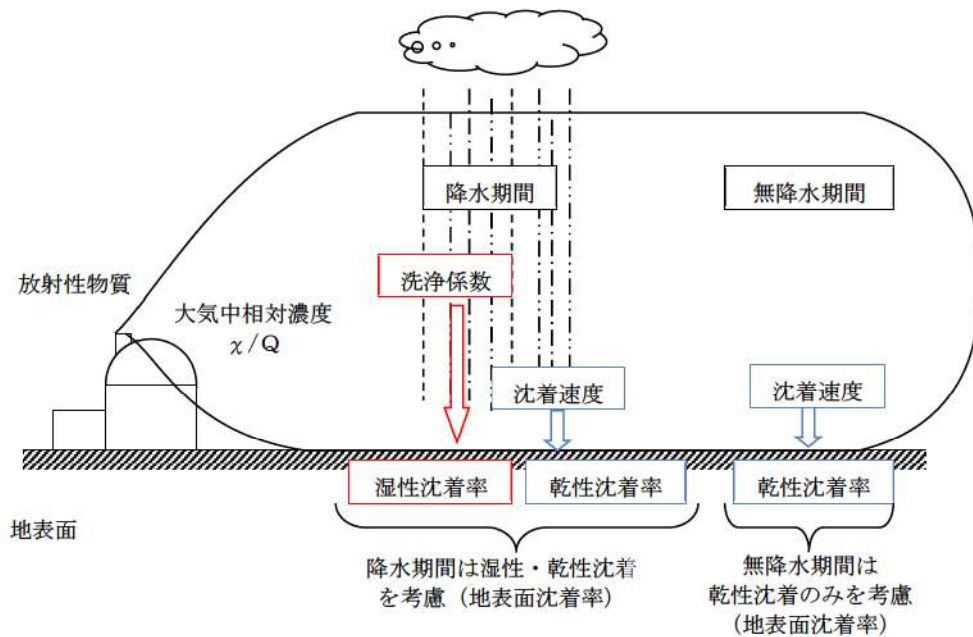 降水期間
無降水期間
洗浄係数
放射性物質
大気中相対濃度
χ/Q
沈着速度
沈着速度
湿性沈着率
乾性沈着率
乾性沈着率
地表面
降水期間は湿性・乾性沈着
を考慮（地表面沈着率）
無降水期間は
乾性沈着のみを考慮
（地表面沈着率）